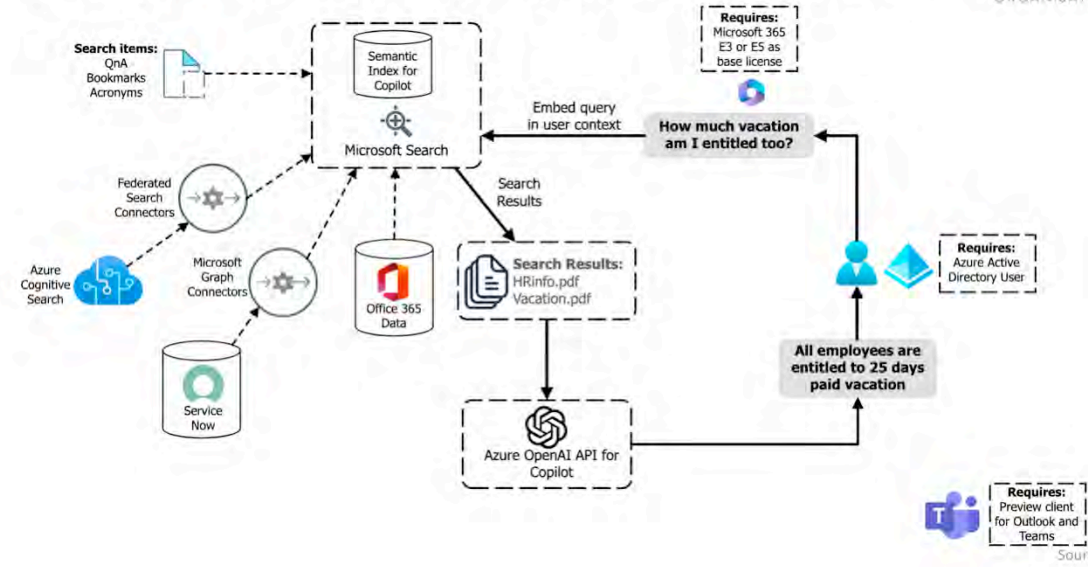 Requires:
Microsoft 365
E3 or E5 as
base license
Search items:
QnA
Bookmarks
Acronyms
Semantic
Index for
Copilot
Microsoft Search
Embed query
in user context
How much vacation
am I entitled too?
Federated
Search
Connectors
Search
Results
Azure
Cognitive
Search
Microsoft
Graph
Connectors
Office 365
Data
Search Results:
HRinfo.pdf
Vacation.pdf
Requires:
Azure Active
Directory User
Service
Now
All employees are
entitled to 25 days
paid vacation
Azure OpenAI API for
Copilot
T
Requires:
Preview client
for Outlook and
Teams
Sour